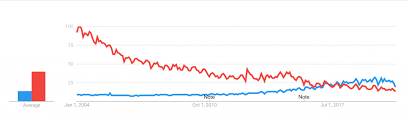 100
75
50
25
Note
Note
Average
Jan 1, 2004
Oct 1, 2010
Jul 1, 2017